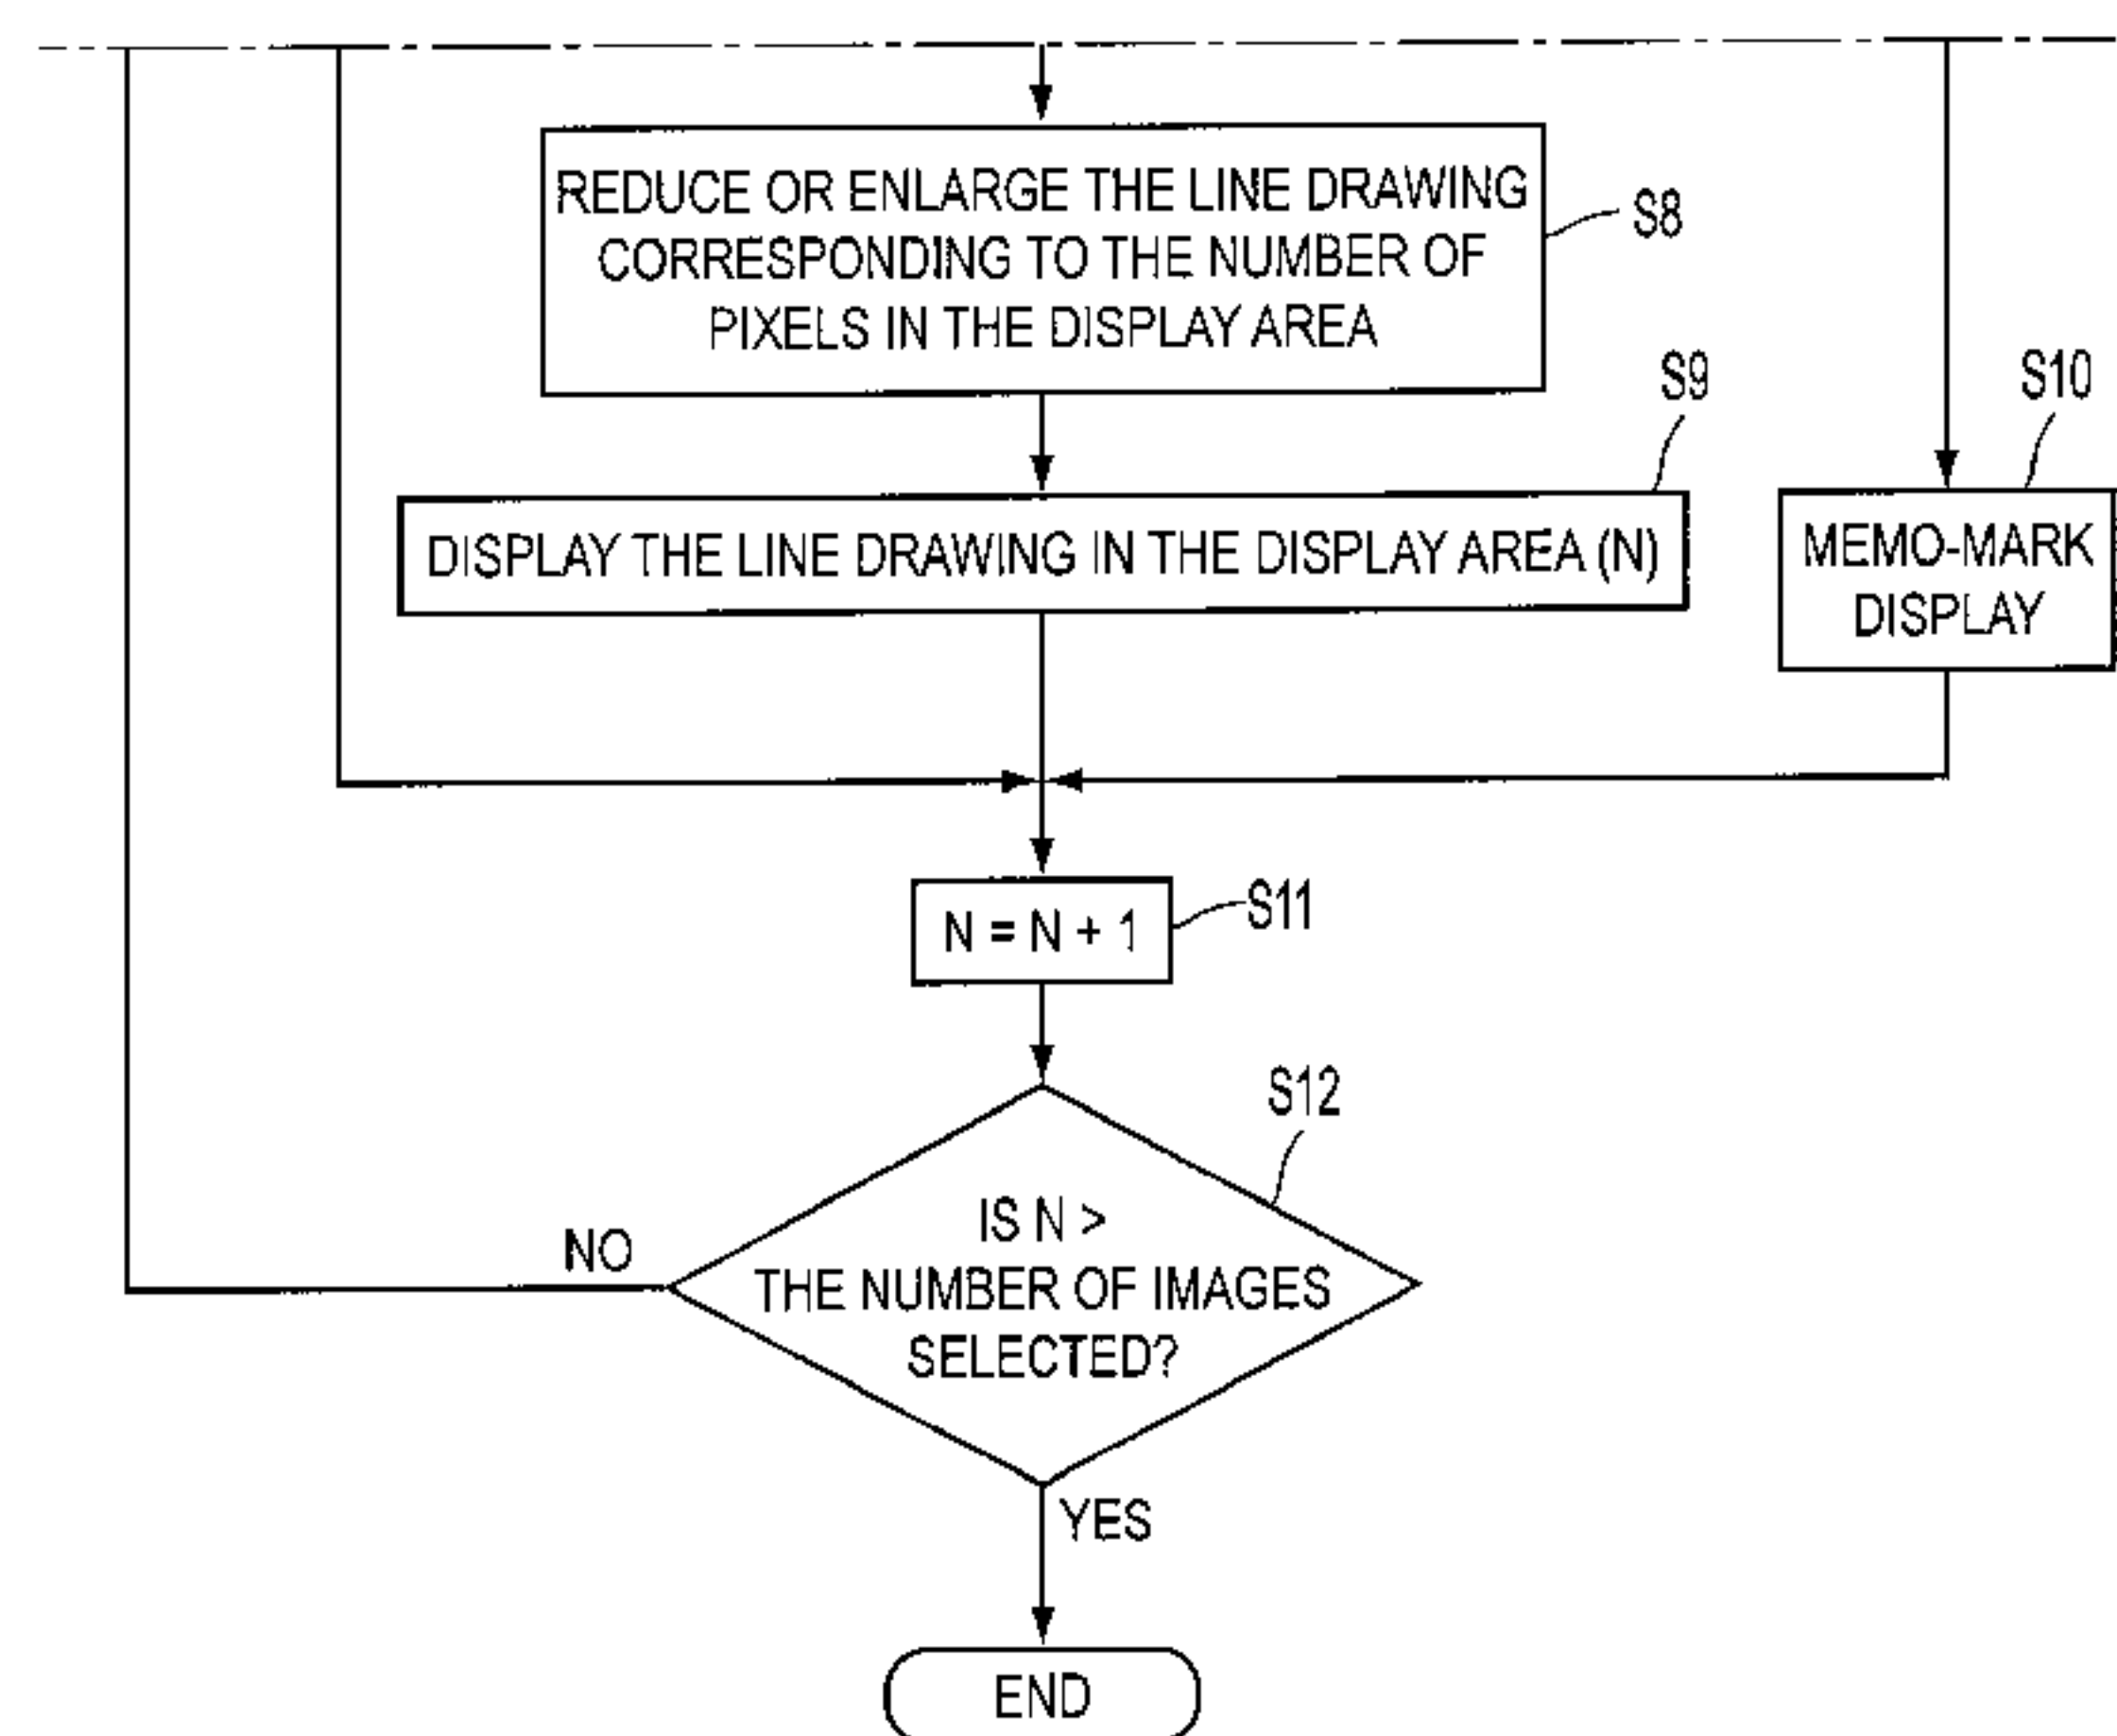 REDUCE OR ENLARGE THE LINE DRAWING
CORRESPONDING TO THE NUMBER OF
PIXELS IN THE DISPLAY AREA
S8
S9
DISPLAY THE LINE DRAWING IN THE DISPLAY AREA (N)
S10
MEMO-MARK
DISPLAY
N = N + 1
S11
S12
IS N >
THE NUMBER OF IMAGES
SELECTED?
NO
YES
END